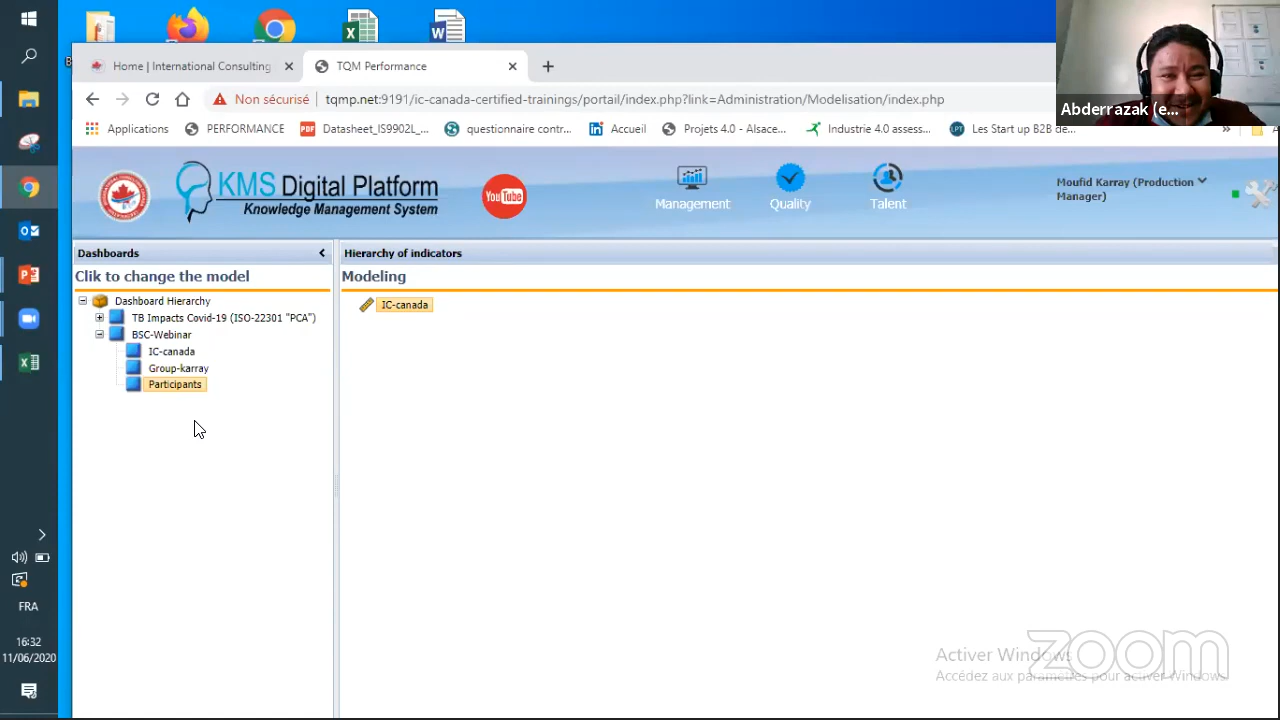 Home | International Consulting
TQM Performance
Non sécurisé
tqmp.net:9191/ic-canada-certified-trainings/portail/index.php?link=Administration/Modelisation/index.php
Abderrazak (e...
Applications
PERFORMANCE
PDF
Datasheet_IS9902L_...
questionnaire contr...
Accueil
Projets 4.0 - Alsace...
Industrie 4.0 assess...
LPT
Les Start up B2B de...
KMS Digital Platform
Knowledge Management System
YouTube
Management
Quality
Talent
Moufid Karray (Production Manager)
Dashboards
Hierarchy of indicators
Clik to change the model
Modeling
Dashboard Hierarchy
TB Impacts Covid-19 (ISO-22301 "PCA")
BSC-Webinar
IC-canada
Group-karray
Participants
IC-canada
FRA
16:32
11/06/2020
Activer Windows
Accédez aux paramètres pour activer Windows.
zoom